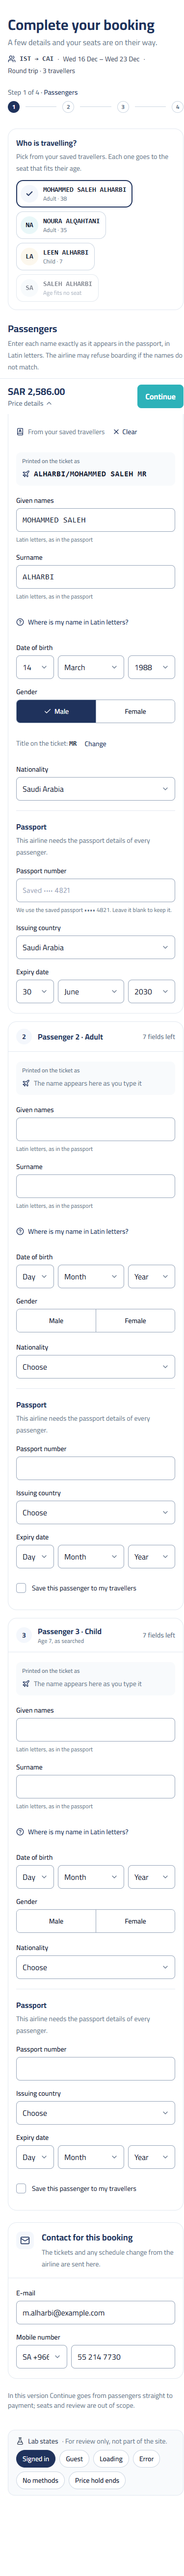 Complete your booking
A few details and your seats are on their way.
IST → CAI · Wed 16 Dec – Wed 23 Dec ·
Round trip · 3 travellers
Step 1 of 4 · Passengers
1 2 3 4
Who is travelling?
Pick from your saved travellers. Each one goes to the
seat that fits their age.
MOHAMMED SALEH ALHARBI
Adult · 38
NA NOURA ALQAHTANI
Adult · 35
LA LEEN ALHARBI
Child · 7
SA SALEH ALHARBI
Age fits no seat
Passengers
Enter each name exactly as it appears in the passport, in
Latin letters. The airline may refuse boarding if the names do
not match.
SAR 2,586.00
Price details
Continue
From your saved travellers
Clear
Printed on the ticket as
ALHARBI/MOHAMMED SALEH MR
Given names
MOHAMMED SALEH
Latin letters, as in the passport
Surname
ALHARBI
Latin letters, as in the passport
Where is my name in Latin letters?
Date of birth
14 March 1988
Gender
Male Female
Title on the ticket: MR Change
Nationality
Saudi Arabia
Passport
This airline needs the passport details of every
passenger.
Passport number
Saved •••• 4821
We use the saved passport •••• 4821. Leave it blank to keep it.
Issuing country
Saudi Arabia
Expiry date
30 June 2030
2 Passenger 2 · Adult 7 fields left
Printed on the ticket as
The name appears here as you type it
Given names
Latin letters, as in the passport
Surname
Latin letters, as in the passport
Where is my name in Latin letters?
Date of birth
Day Month Year
Gender
Male Female
Nationality
Choose
Passport
This airline needs the passport details of every
passenger.
Passport number
Issuing country
Choose
Expiry date
Day Month Year
Save this passenger to my travellers
3 Passenger 3 · Child 7 fields left
Age 7, as searched
Printed on the ticket as
The name appears here as you type it
Given names
Latin letters, as in the passport
Surname
Latin letters, as in the passport
Where is my name in Latin letters?
Date of birth
Day Month Year
Gender
Male Female
Nationality
Choose
Passport
This airline needs the passport details of every
passenger.
Passport number
Issuing country
Choose
Expiry date
Day Month Year
Save this passenger to my travellers
Contact for this booking
The tickets and any schedule change from the
airline are sent here.
E-mail
m.alharbi@example.com
Mobile number
SA +966 55 214 7730
In this version Continue goes from passengers straight to
payment; seats and review are out of scope.
Lab states · For review only, not part of the site.
Signed in Guest Loading Error
No methods Price hold ends